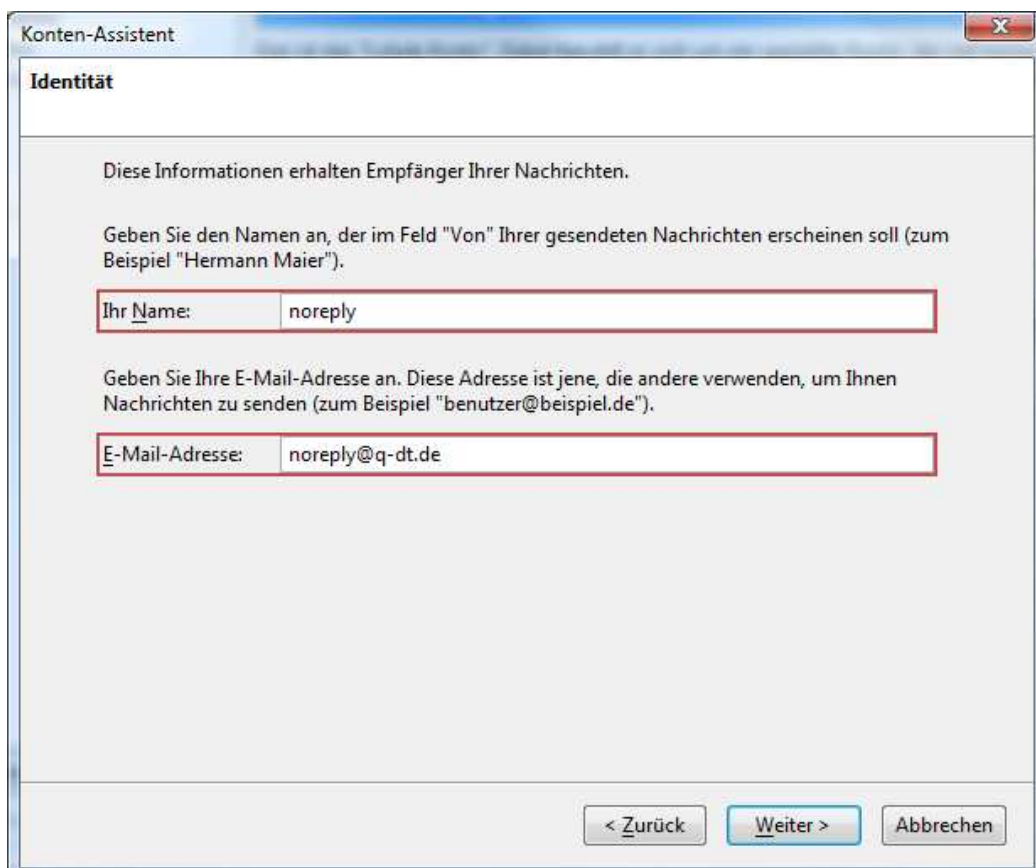 Konten-Assistent
Identität
Diese Informationen erhalten Empfänger Ihrer Nachrichten.
Geben Sie den Namen an, der im Feld "Von" Ihrer gesendeten Nachrichten erscheinen soll (zum
Beispiel "Hermann Maier").
Ihr Name: noreply
Geben Sie Ihre E-Mail-Adresse an. Diese Adresse ist jene, die andere verwenden, um Ihnen
Nachrichten zu senden (zum Beispiel "benutzer@beispiel.de").
E-Mail-Adresse: noreply@q-dt.de
< Zurück Weiter > Abbrechen